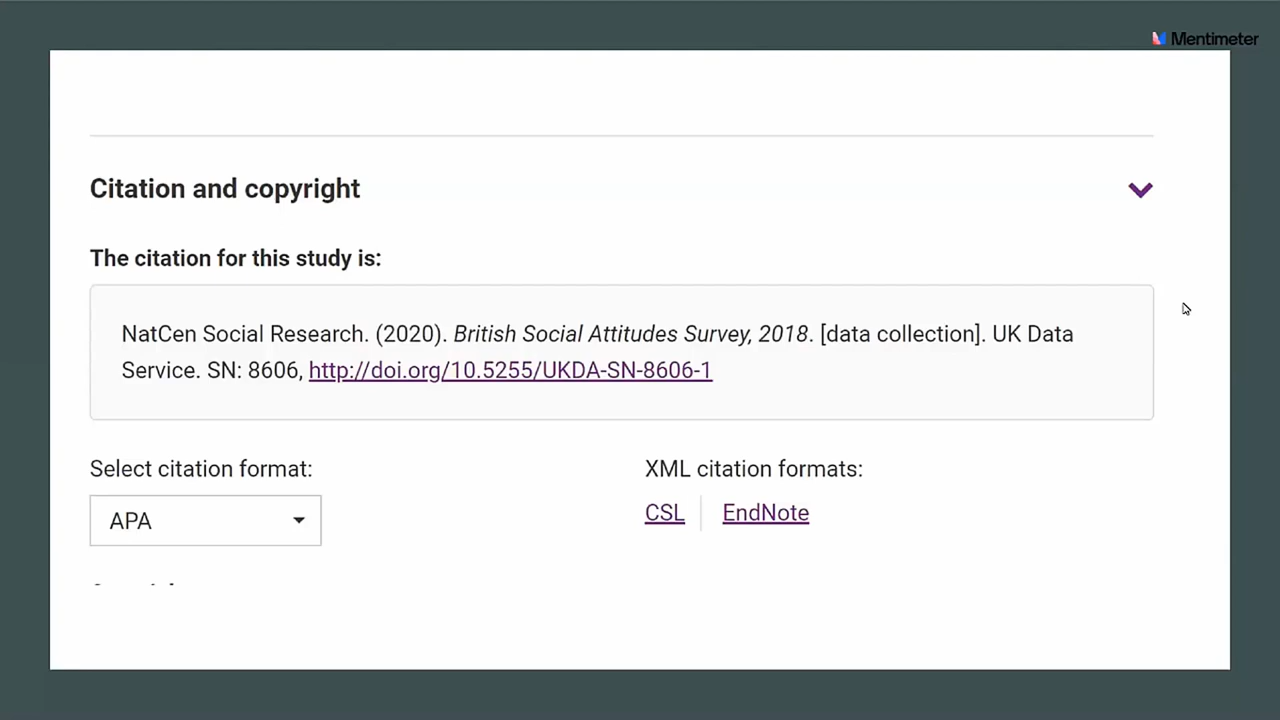 Mentimeter
Citation and copyright
The citation for this study is:
NatCen Social Research. (2020). British Social Attitudes Survey, 2018. [data collection]. UK Data
Service. SN: 8606, http://doi.org/10.5255/UKDA-SN-8606-1
Select citation format:
XML citation formats:
APA
CSL
EndNote